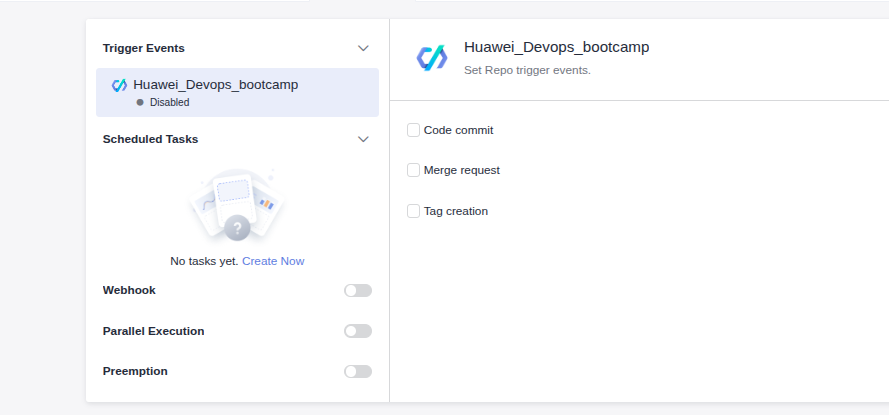 Trigger Events
Huawei_Devops_bootcamp
Disabled
Scheduled Tasks
?
No tasks yet. Create Now
Webhook
Parallel Execution
Preemption
Huawei_Devops_bootcamp
Set Repo trigger events.
Code commit
Merge request
Tag creation